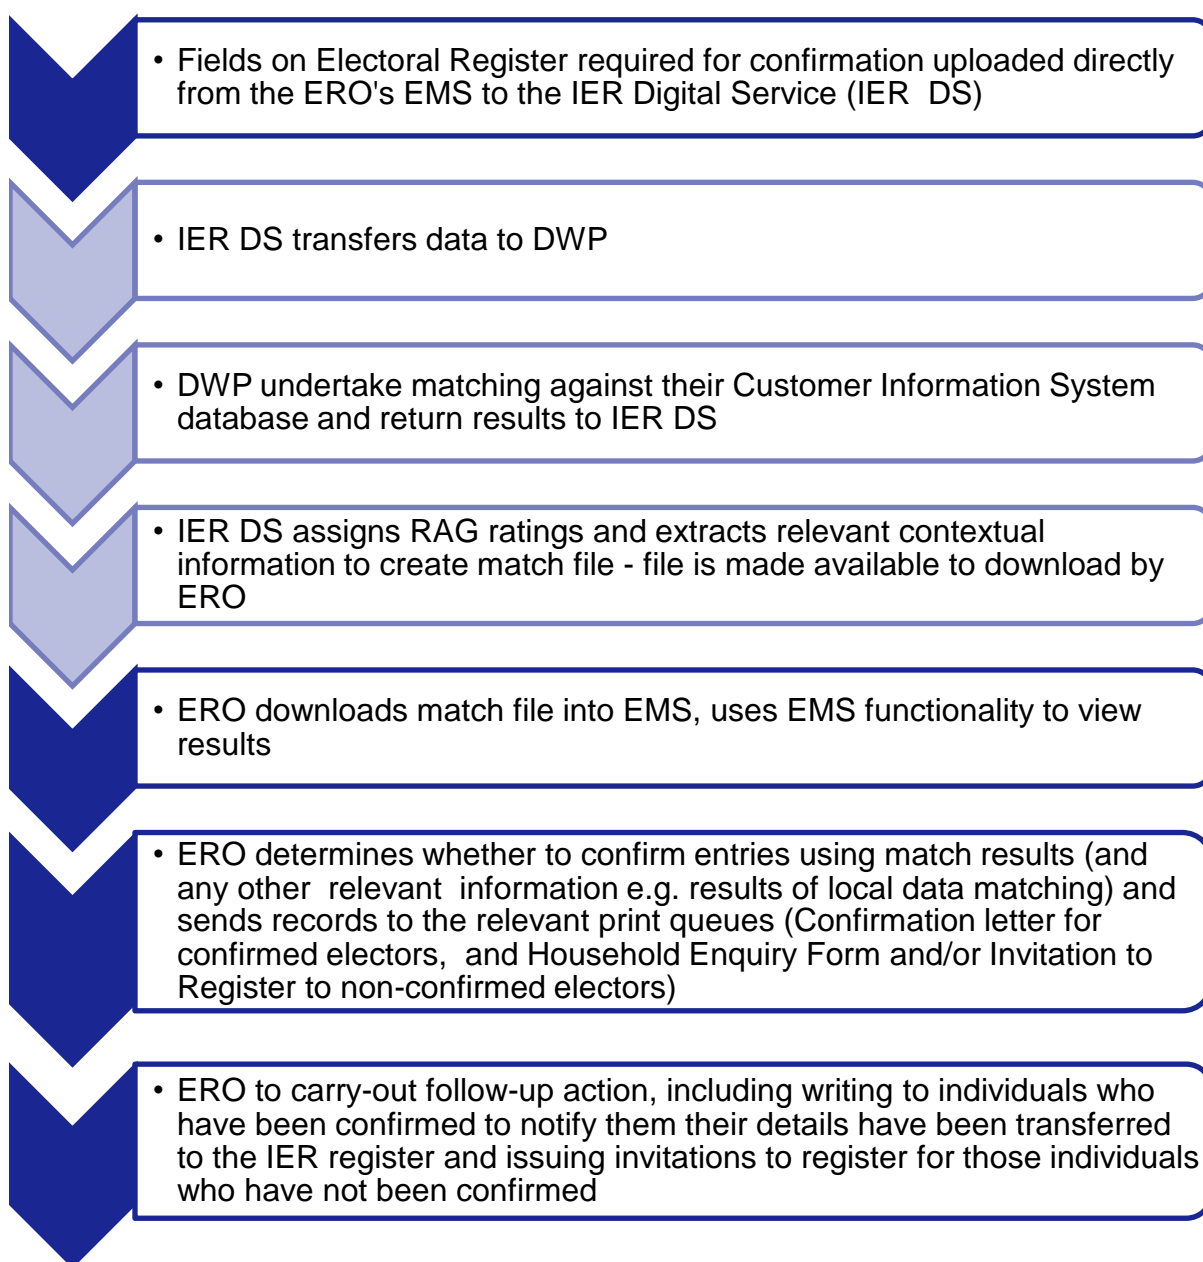 • Fields on Electoral Register required for confirmation uploaded directly
from the ERO's EMS to the IER Digital Service (IER  DS)
• IER DS transfers data to DWP
• DWP undertake matching against their Customer Information System
database and return results to IER DS
• IER DS assigns RAG ratings and extracts relevant contextual
information to create match file - file is made available to download by
ERO
• ERO downloads match file into EMS, uses EMS functionality to view
results
• ERO determines whether to confirm entries using match results (and
any other  relevant  information e.g. results of local data matching) and
sends records to the relevant print queues (Confirmation letter for
confirmed electors,  and Household Enquiry Form and/or Invitation to
Register to non-confirmed electors)
• ERO to carry-out follow-up action, including writing to individuals who
have been confirmed to notify them their details have been transferred
to the IER register and issuing invitations to register for those individuals
who have not been confirmed